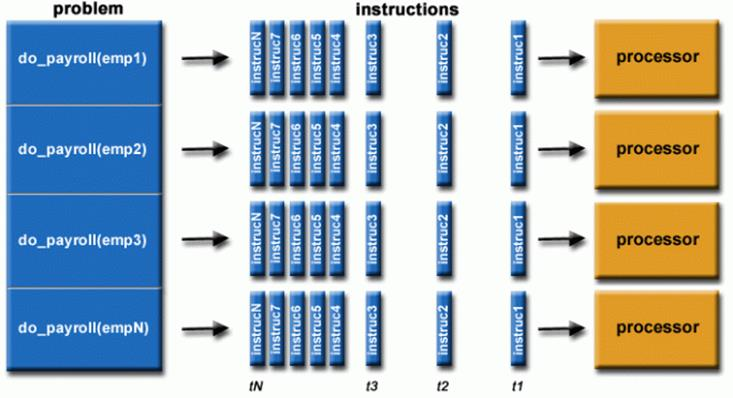 problem
instructions
do_payroll(emp1)
instrucN
instruc7
instruc6
instruc5
instruc4
instruc3
instruc2
instruc1
processor
do_payroll(emp2)
instrucN
instruc7
instruc6
instruc5
instruc4
instruc3
instruc2
instruc1
processor
do_payroll(emp3)
instrucN
instruc7
instruc6
instruc5
instruc4
instruc3
instruc2
instruc1
processor
do_payroll(empN)
instrucN
instruc7
instruc6
instruc5
instruc4
instruc3
instruc2
instruc1
processor
tN
t3
t2
t1